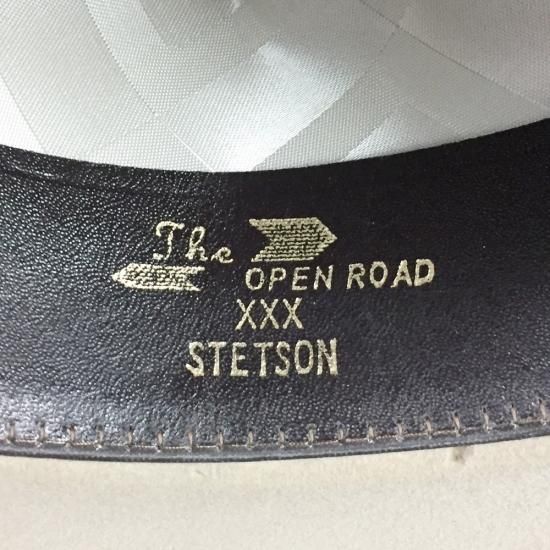 The
OPEN ROAD
XXX
STETSON